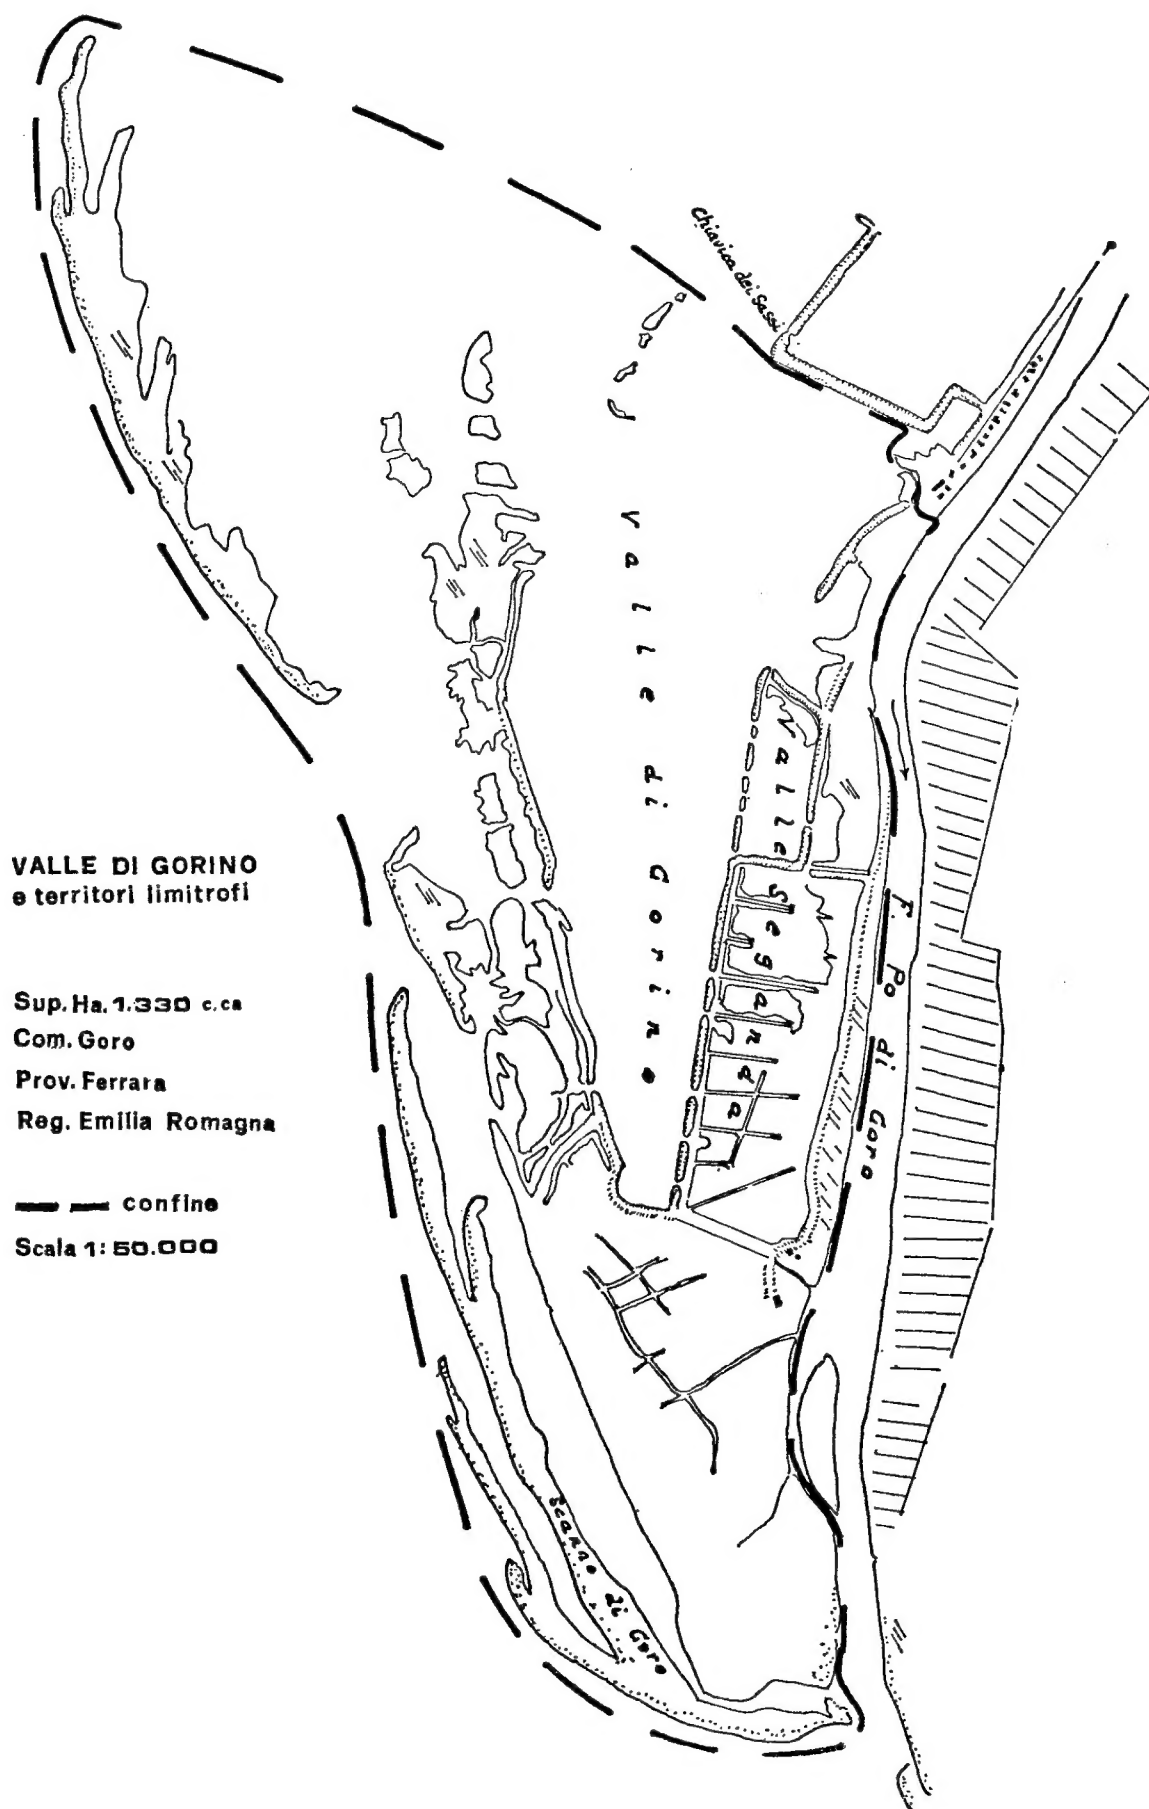 Chiavica dei Sassi
Valle di Gorino
Valle Seganda
F. Po di Goro
VALLE DI GORINO
e territori limitrofi
Sup. Ha. 1.330 c.ca
Com. Goro
Prov. Ferrara
Reg. Emilia Romagna
confine
Scala 1: 50.000
Scanno di Goro